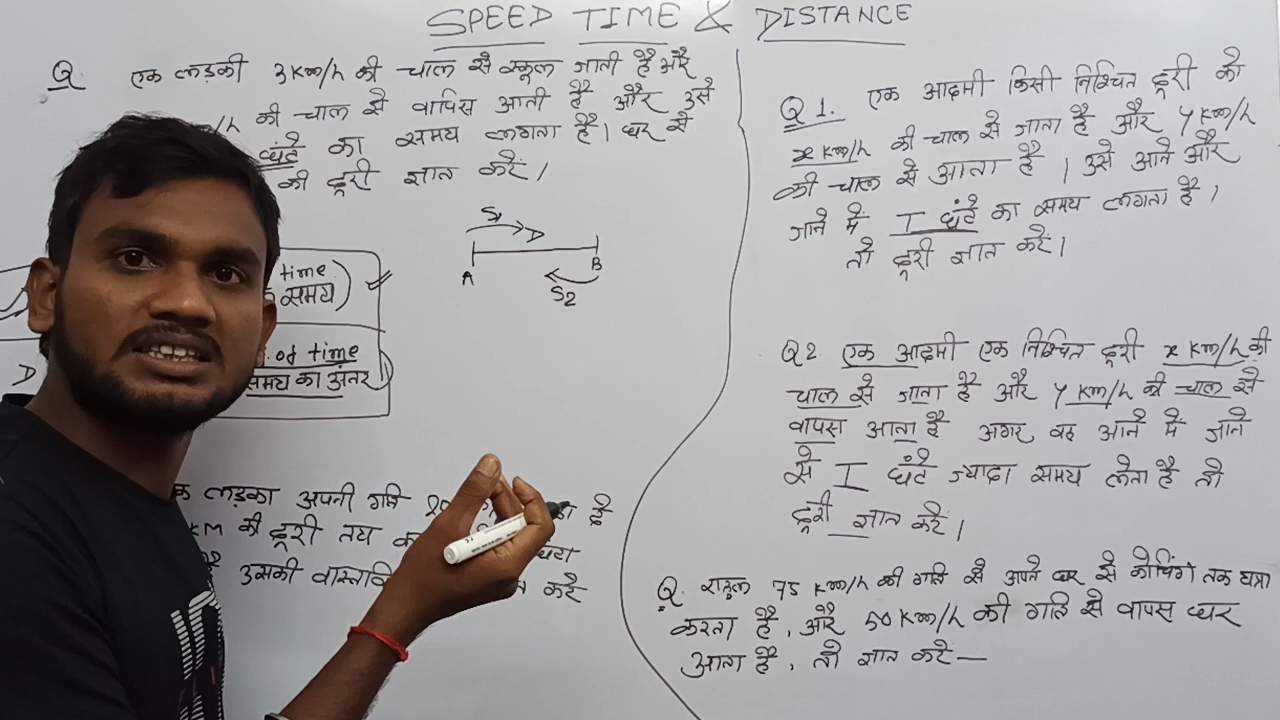 SPEED TIME & DISTANCE
Q. एक लड़की 3 Km/h की चाल से स्कूल जाती है और
/h की चाल से वापिस आती है और उसे
घंटे का समय लगता है। घर से
की दूरी ज्ञात करें।
S1
D
A B
S2
time
समय)
D
of time
समय का अंतर
लड़का अपनी गति
KM की दूरी तय
उसकी
करें
Q 1. एक आदमी किसी निश्चित दूरी को
x Km/h की चाल से जाता है और y Km/h
की चाल से आता है। उसे आने और
जाने में T घंटे का समय लगता है।
तो दूरी ज्ञात करें।
Q 2. एक आदमी एक निश्चित दूरी x Km/h की
चाल से जाता है और y Km/h की चाल से
वापस आता है अगर वह आने में जाने
से T घंटे ज्यादा समय लेता है तो
दूरी ज्ञात करें।
Q. राहुल 75 Km/h की गति से अपने घर से कोचिंग तक यात्रा
करता है, और 50 Km/h की गति से वापस घर
आता है, तो ज्ञात करें—